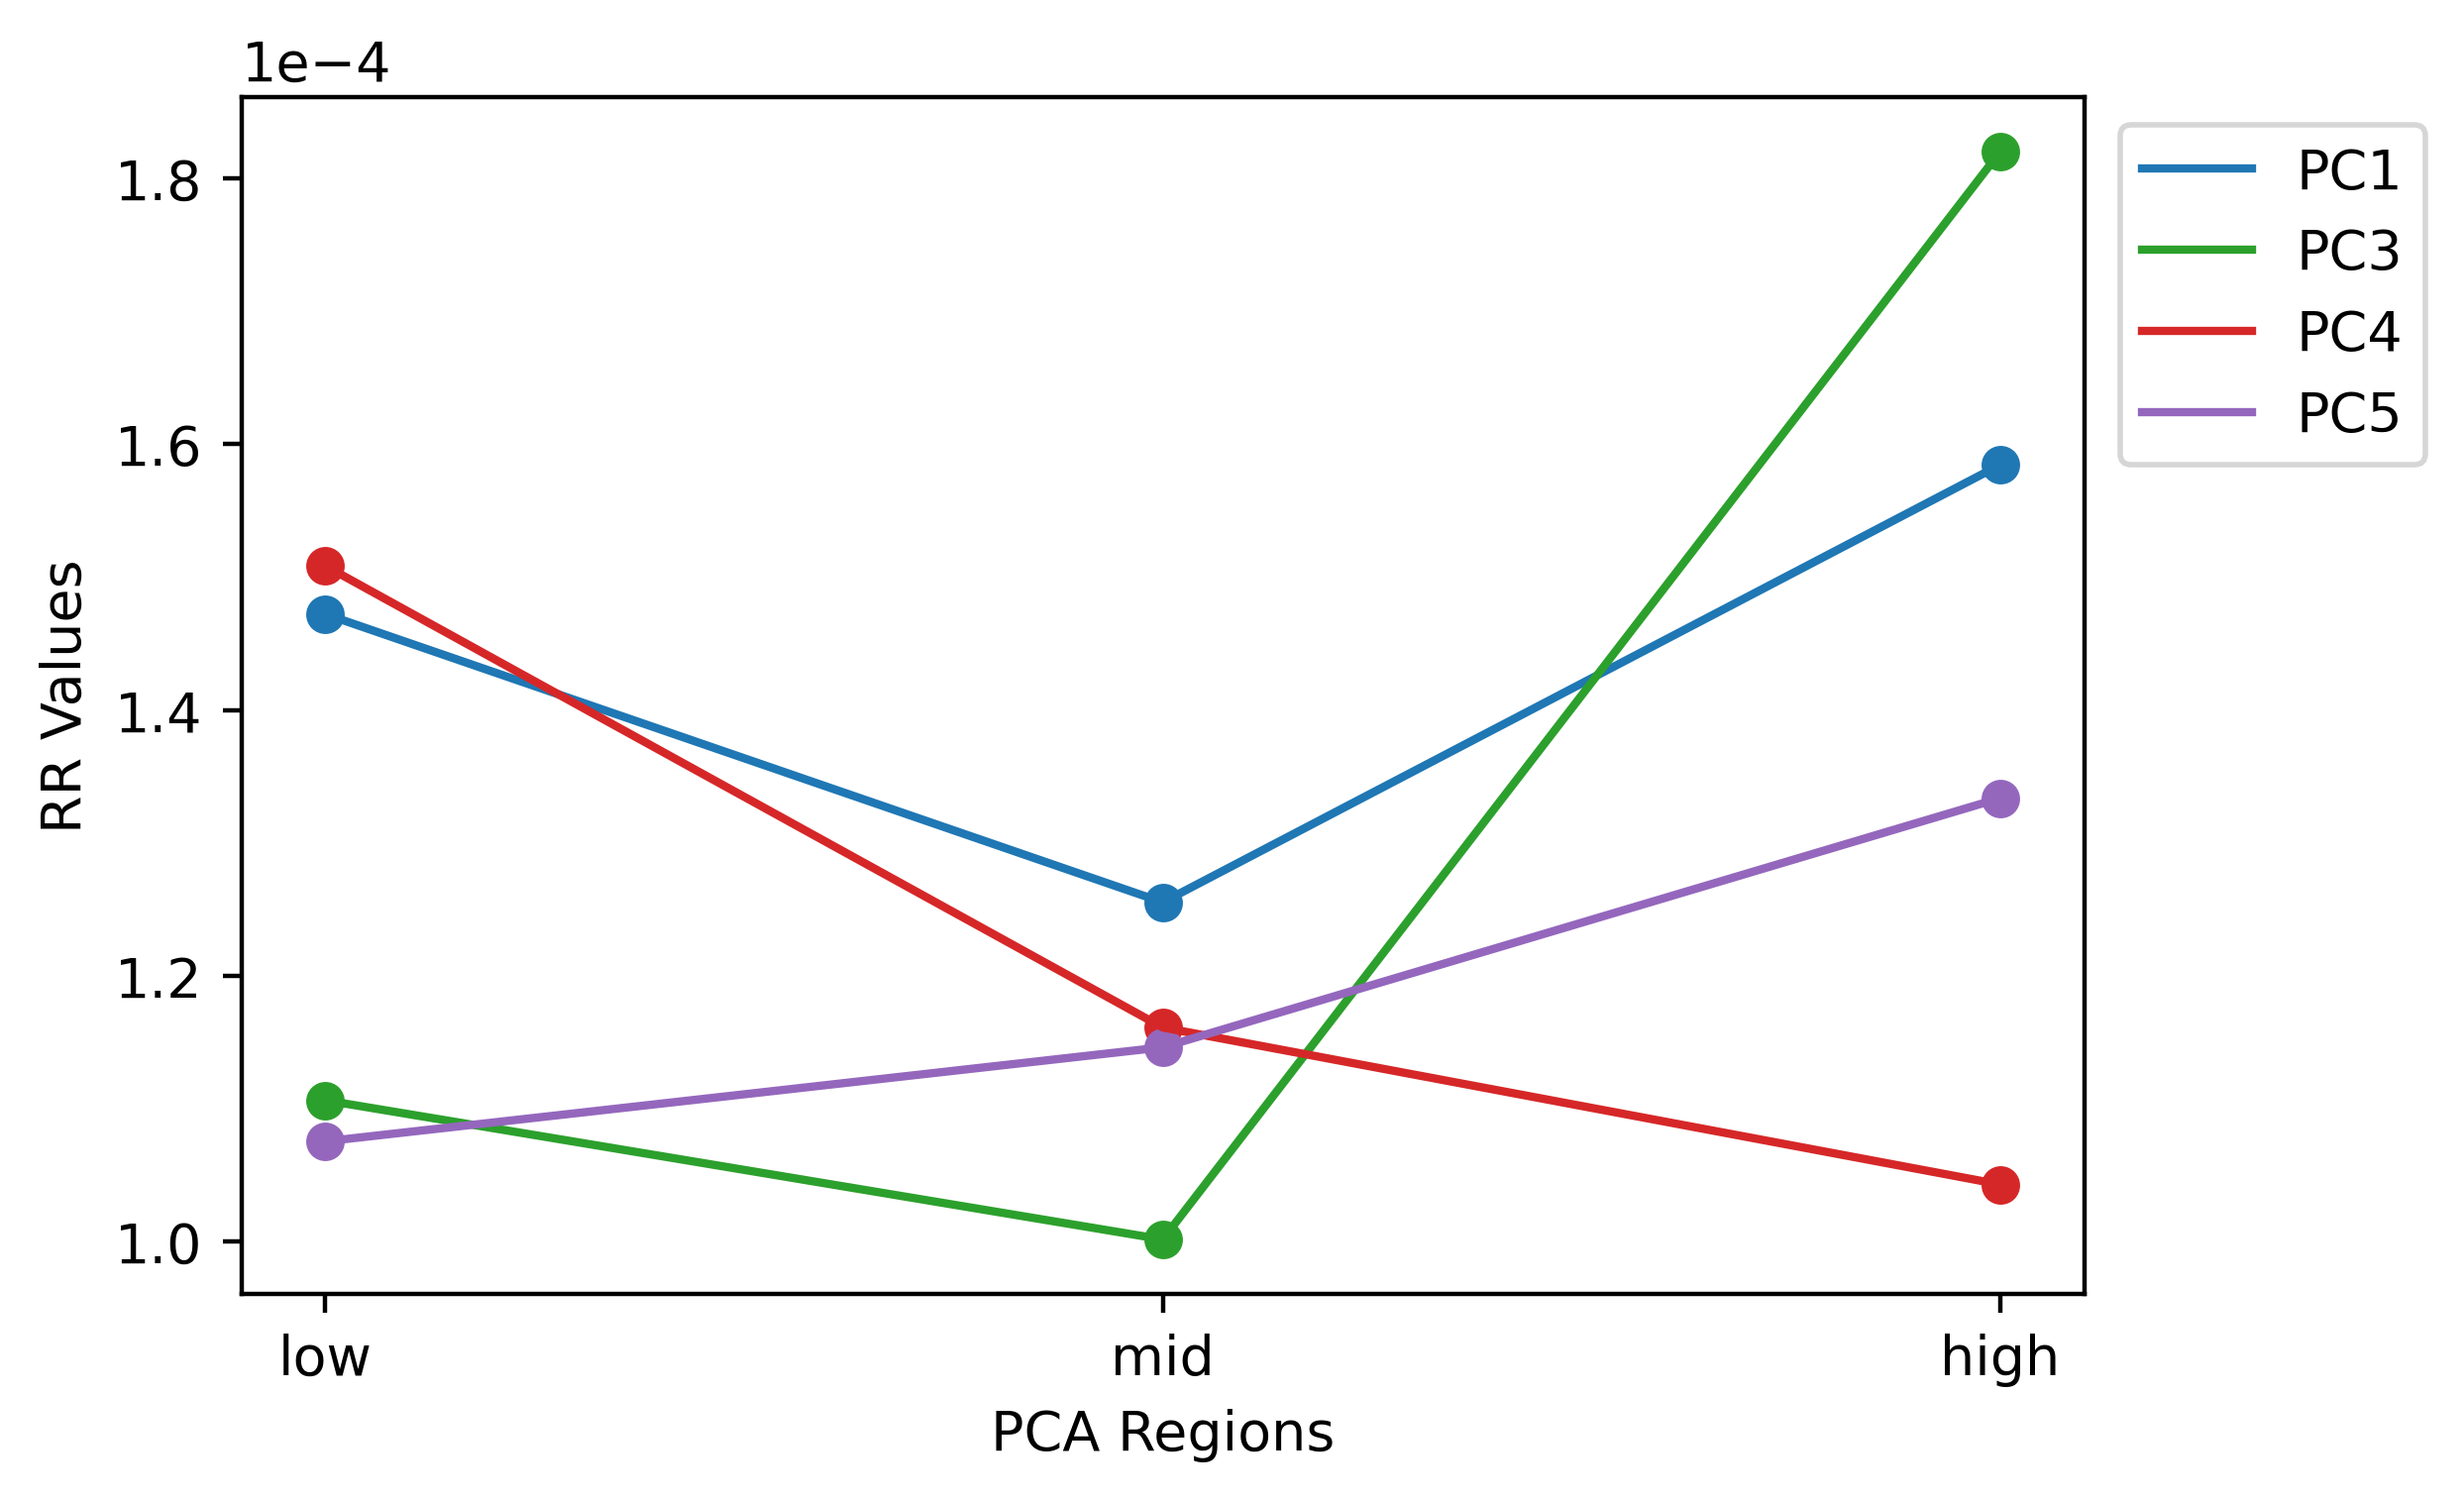 1e−4
1.8
1.6
1.4
1.2
1.0
RR Values
low
mid
high
PCA Regions
PC1
PC3
PC4
PC5